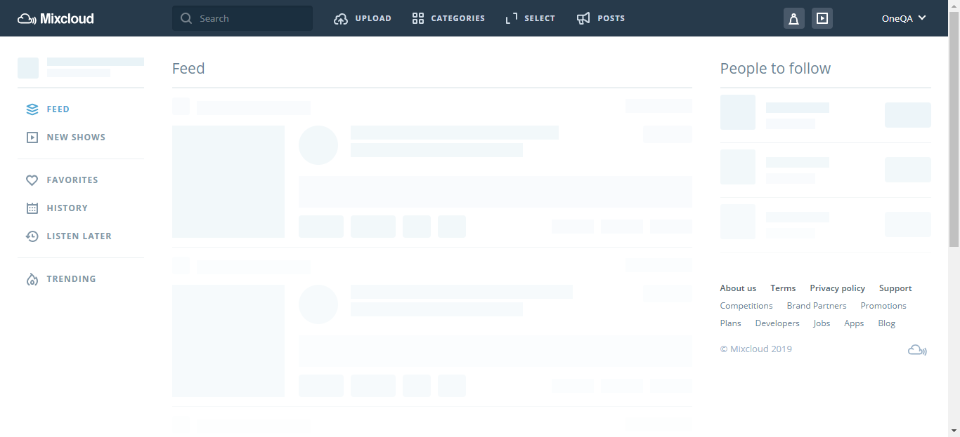 Mixcloud Search UPLOAD CATEGORIES SELECT POSTS OneQA
Feed People to follow
FEED
NEW SHOWS
FAVORITES
HISTORY
LISTEN LATER
TRENDING
About us Terms Privacy policy Support
Competitions Brand Partners Promotions
Plans Developers Jobs Apps Blog
© Mixcloud 2019